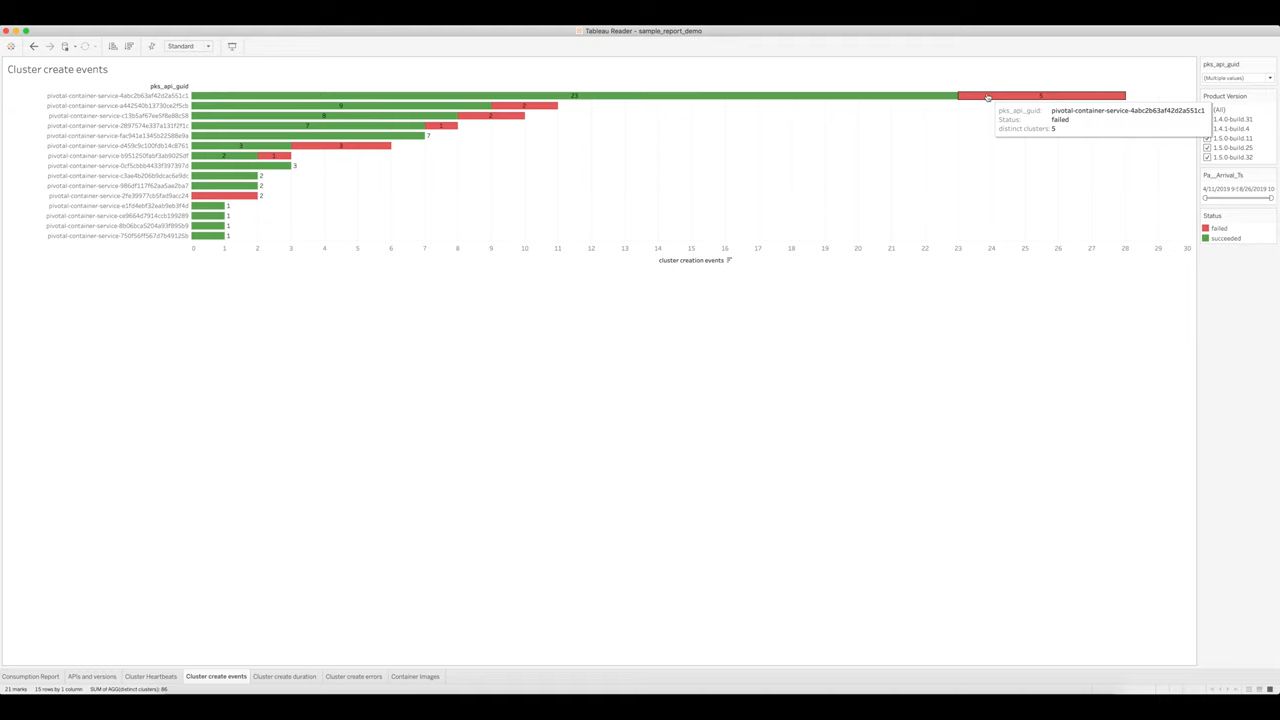 Tableau Reader - sample_report_demo
Standard
Cluster create events
pks_api_guid
pivotal-container-service-4abc2b63af42d2a551c1 23 5
pivotal-container-service-a442540b13730ce2f5cb 9 2
pivotal-container-service-c13b5af67ee5f8e88c58 8 2
pivotal-container-service-2897574e337a131f2f1c 7 1
pivotal-container-service-fac941e1345b22588e9a 7
pivotal-container-service-d459c9c100fdb14c8761 3 3
pivotal-container-service-b951250fabf3ab9025df 2 1
pivotal-container-service-0cf5cbbb4433f397397d 3
pivotal-container-service-c3ae4b206b9dcac6e9dc 2
pivotal-container-service-986df117f62aa5ae2ba7 2
pivotal-container-service-2fe39977cb5fad9acc24 2
pivotal-container-service-e1fd4ebf32eab9eb3f4d 1
pivotal-container-service-ce9664d7914ccb199289 1
pivotal-container-service-8b06bca5204a93f895b9 1
pivotal-container-service-750f56ff567d7b49125b 1
0 1 2 3 4 5 6 7 8 9 10 11 12 13 14 15 16 17 18 19 20 21 22 23 24 25 26 27 28 29 30
cluster creation events
pks_api_guid: pivotal-container-service-4abc2b63af42d2a551c1
Status: failed
distinct clusters: 5
pks_api_guid
(Multiple values)
Product Version
(All)
1.4.0-build.31
1.4.1-build.4
1.5.0-build.11
1.5.0-build.25
1.5.0-build.32
Pa__Arrival_Ts
Status
failed
succeeded
Consumption Report
APIs and versions
Cluster Heartbeats
Cluster create events
Cluster create duration
Cluster create errors
Container Images
21 marks 15 rows by 1 column SUM of AGG(distinct clusters): 86